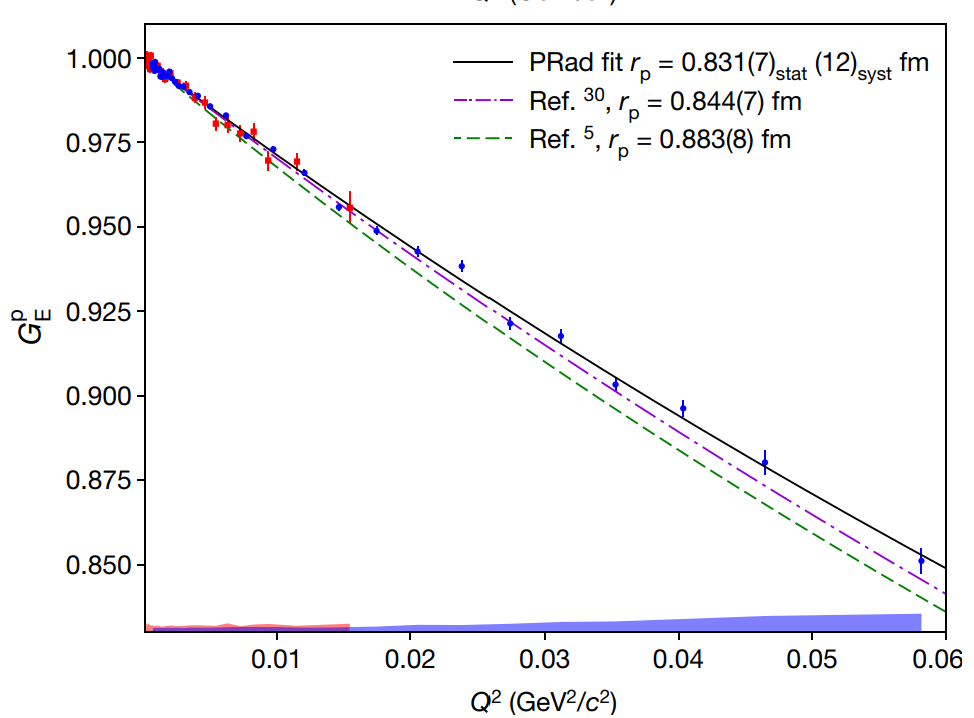 PRad fit rₚ = 0.831(7)stat (12)syst fm
Ref. ³⁰, rₚ = 0.844(7) fm
Ref. ⁵, rₚ = 0.883(8) fm
1.000
0.975
0.950
0.925
0.900
0.875
0.850
GᵖE
0.01 0.02 0.03 0.04 0.05 0.06
Q² (GeV²/c²)